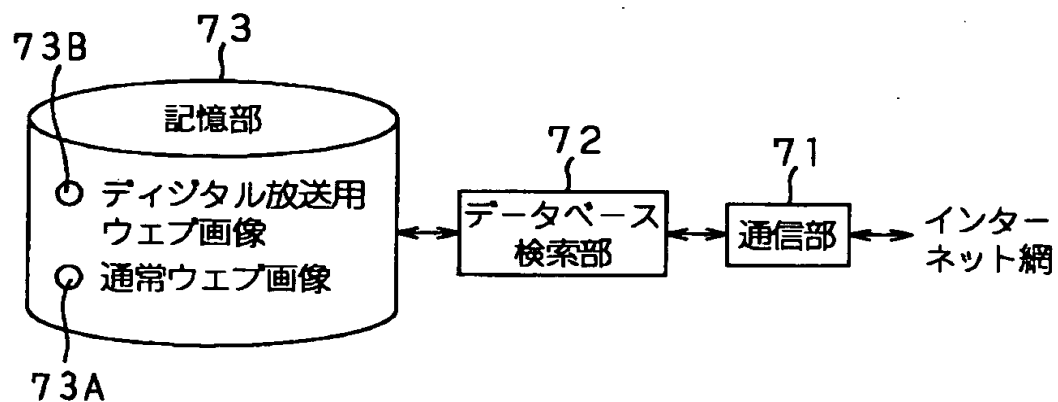 73
73B
記憶部
ディジタル放送用
ウェブ画像
通常ウェブ画像
73A
72
データベース
検索部
71
通信部
インター
ネット網